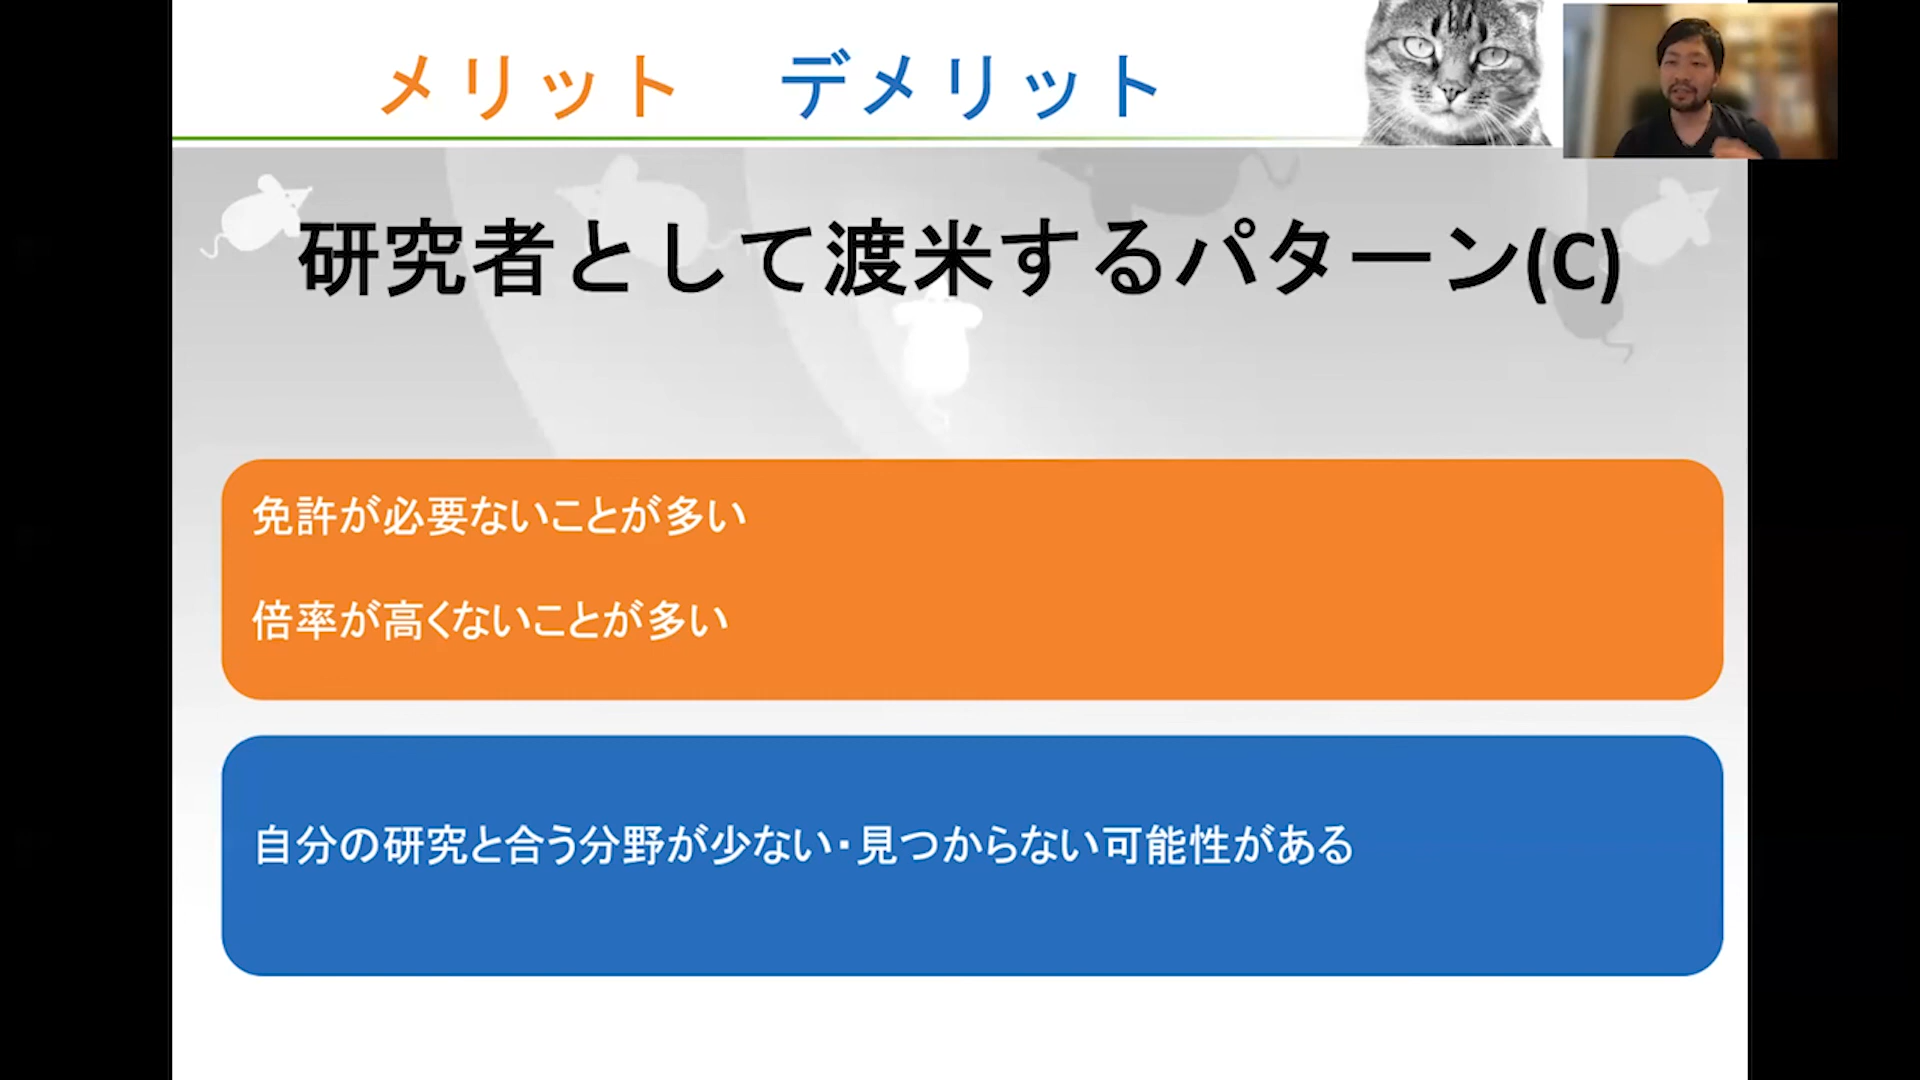 メリット デメリット
研究者として渡米するパターン(C)
免許が必要ないことが多い
倍率が高くないことが多い
自分の研究と合う分野が少ない・見つからない可能性がある